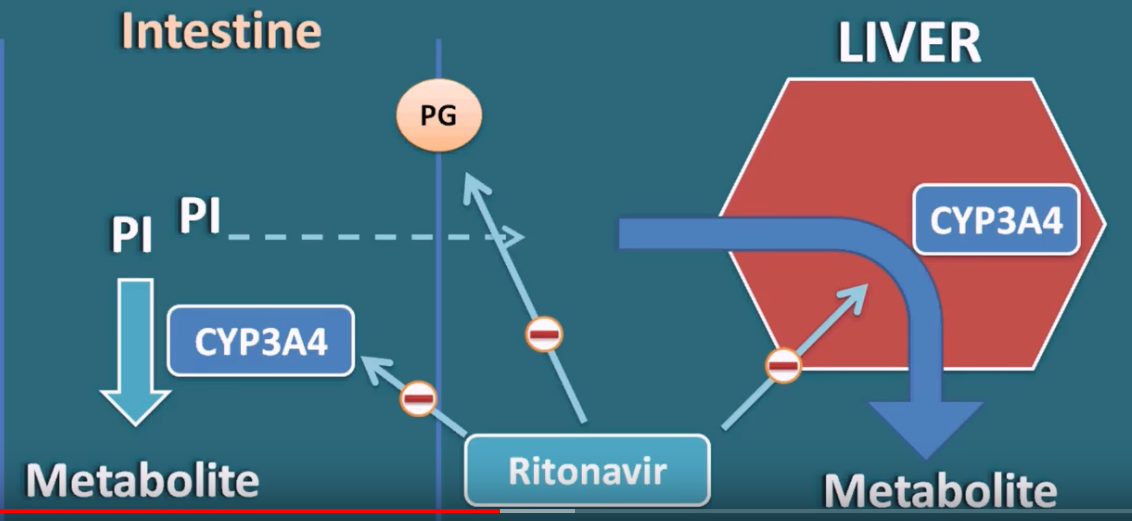 Intestine
LIVER
PG
PI
PI
CYP3A4
CYP3A4
Ritonavir
Metabolite
Metabolite